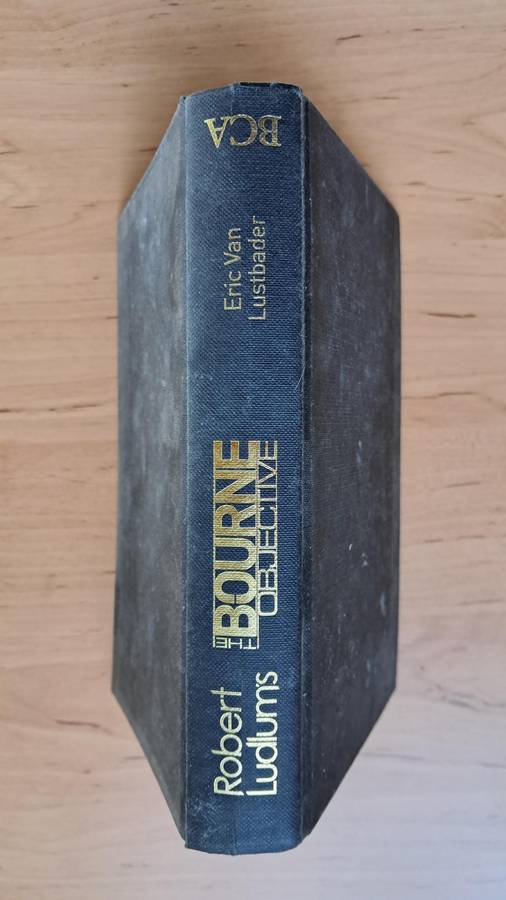 Robert
Ludlum's
THE
BOURNE
OBJECTIVE
Eric Van
Lustbader
BCA